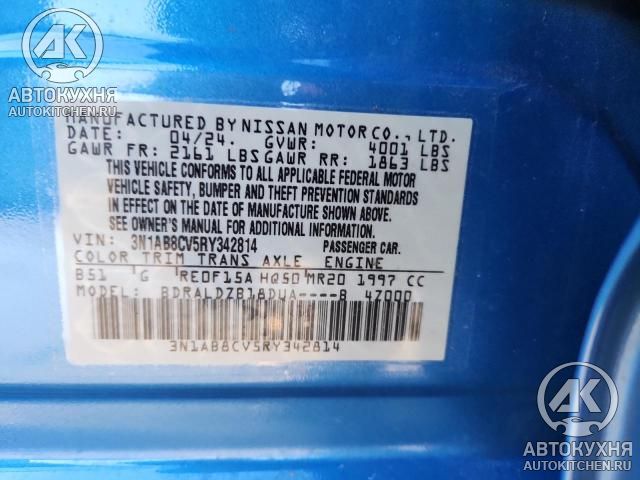 АВТОКУХНЯ
AUTOKITCHEN.RU
MANUFACTURED BY NISSAN MOTOR CO., LTD.
DATE: 04/24. GVWR: 4001 LBS
GAWR FR: 2161 LBS GAWR RR: 1863 LBS
THIS VEHICLE CONFORMS TO ALL APPLICABLE FEDERAL MOTOR
VEHICLE SAFETY, BUMPER AND THEFT PREVENTION STANDARDS
IN EFFECT ON THE DATE OF MANUFACTURE SHOWN ABOVE.
SEE OWNER'S MANUAL FOR ADDITIONAL INFORMATION.
VIN: 3N1AB8CV5RY342814 PASSENGER CAR.
COLOR TRIM TRANS AXLE ENGINE
B51 G RE0F15A HQ50 MR20 1997 CC
MODEL: BDRALDZB18DUA----B 4Z000
3N1AB8CV5RY342814
АК
АВТОКУХНЯ
AUTOKITCHEN.RU